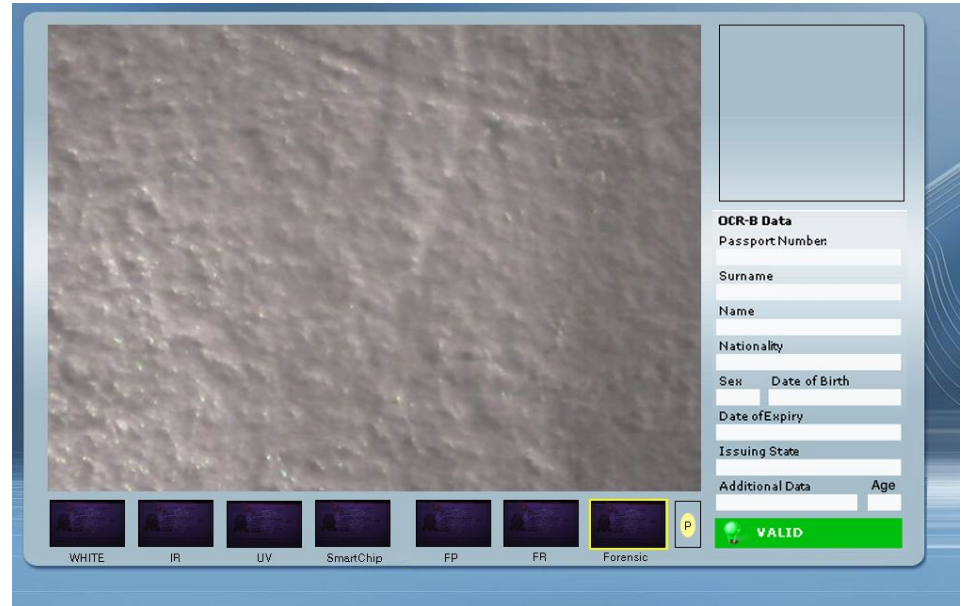 OCR-B Data
Passport Number:
Surname
Name
Nationality
Sex Date of Birth
Date of Expiry
Issuing State
Additional Data Age
P
VALID
WHITE IR UV SmartChip FP FR Forensic